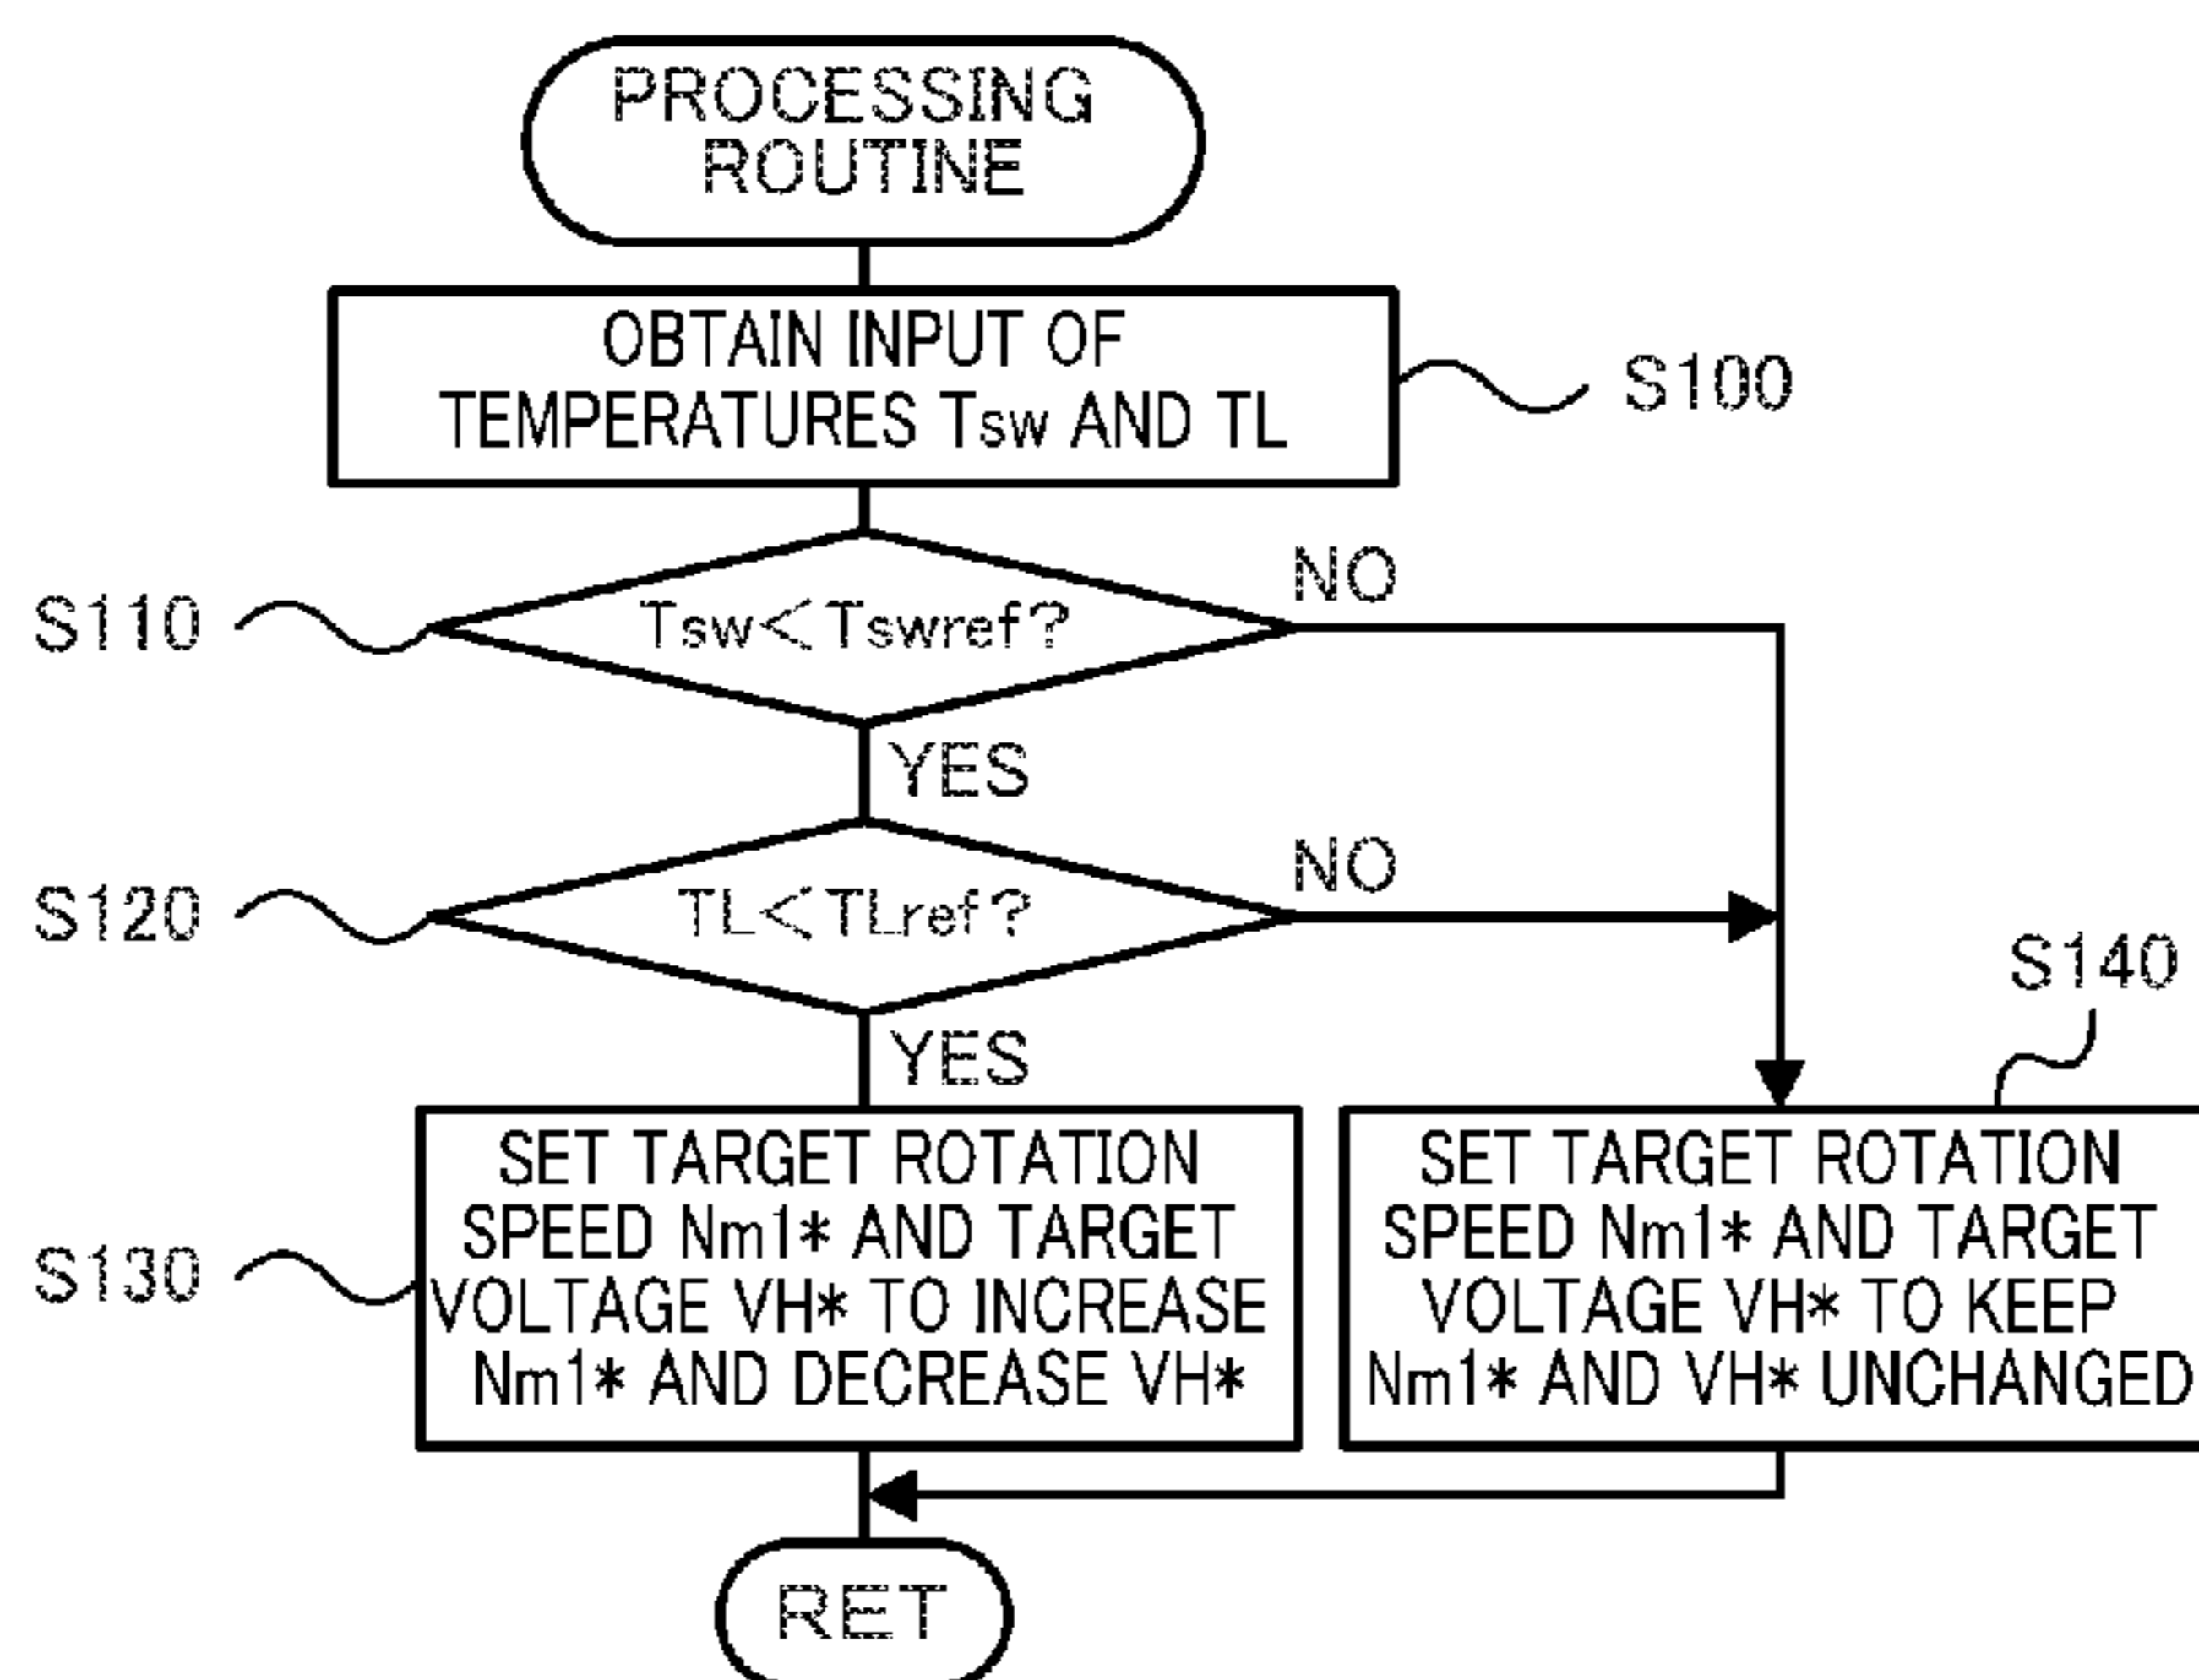 PROCESSING
ROUTINE
OBTAIN INPUT OF
TEMPERATURES Tsw AND TL
S100
S110
Tsw<Tswref?
NO
YES
S120
TL<TLref?
NO
YES
S140
S130
SET TARGET ROTATION
SPEED Nm1* AND TARGET
VOLTAGE VH* TO INCREASE
Nm1* AND DECREASE VH*
SET TARGET ROTATION
SPEED Nm1* AND TARGET
VOLTAGE VH* TO KEEP
Nm1* AND VH* UNCHANGED
RET